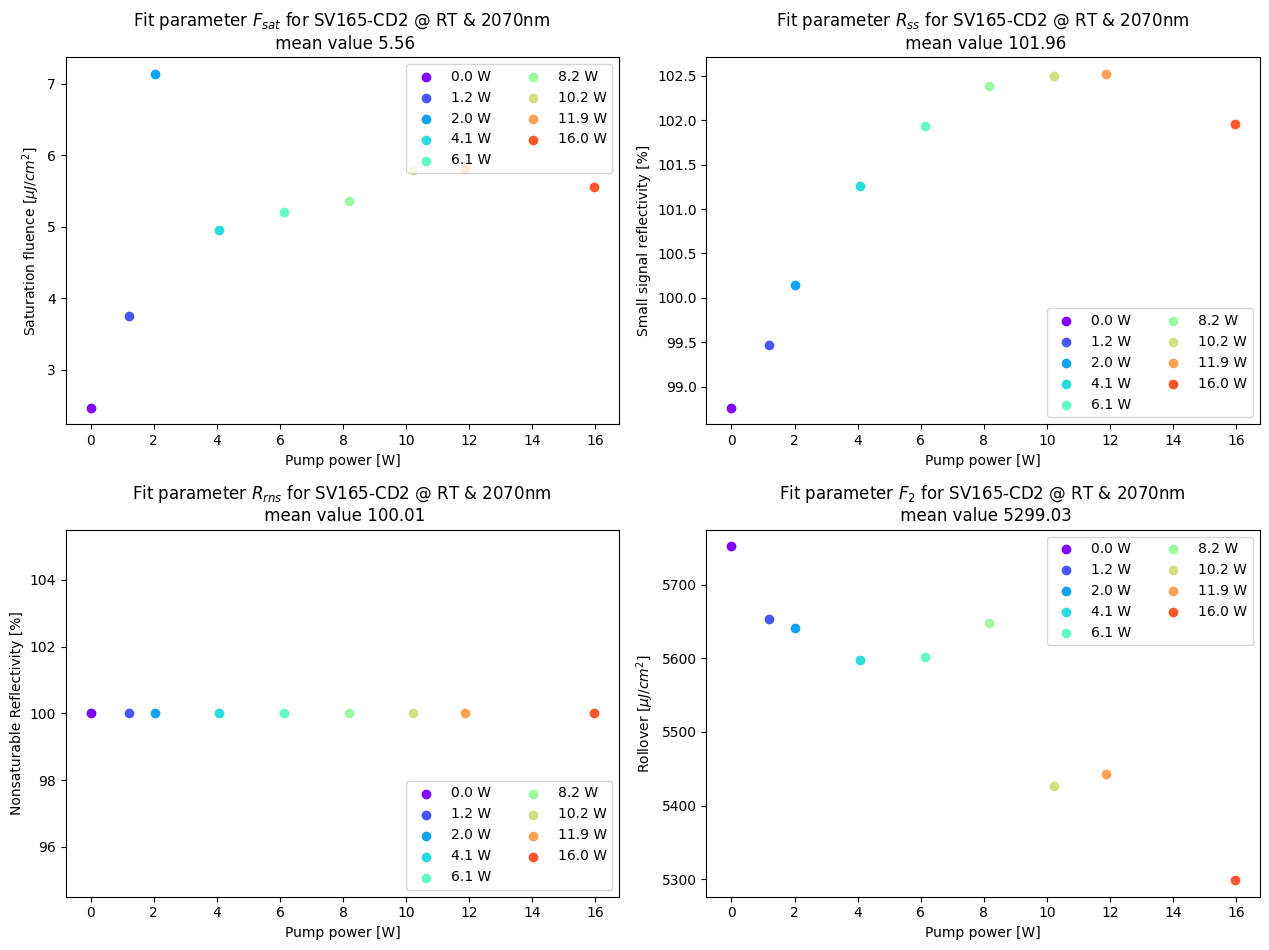 Fit parameter F_sat for SV165-CD2 @ RT & 2070nm
mean value 5.56
Saturation fluence [μJ/cm²]
7
6
5
4
3
0.0 W
1.2 W
2.0 W
4.1 W
6.1 W
8.2 W
10.2 W
11.9 W
16.0 W
0 2 4 6 8 10 12 14 16
Pump power [W]
Fit parameter R_ss for SV165-CD2 @ RT & 2070nm
mean value 101.96
Small signal reflectivity [%]
102.5
102.0
101.5
101.0
100.5
100.0
99.5
99.0
0.0 W
1.2 W
2.0 W
4.1 W
6.1 W
8.2 W
10.2 W
11.9 W
16.0 W
0 2 4 6 8 10 12 14 16
Pump power [W]
Fit parameter R_rns for SV165-CD2 @ RT & 2070nm
mean value 100.01
Nonsaturable Reflectivity [%]
104
102
100
98
96
0.0 W
1.2 W
2.0 W
4.1 W
6.1 W
8.2 W
10.2 W
11.9 W
16.0 W
0 2 4 6 8 10 12 14 16
Pump power [W]
Fit parameter F_2 for SV165-CD2 @ RT & 2070nm
mean value 5299.03
Rollover [μJ/cm²]
5700
5600
5500
5400
5300
0.0 W
1.2 W
2.0 W
4.1 W
6.1 W
8.2 W
10.2 W
11.9 W
16.0 W
0 2 4 6 8 10 12 14 16
Pump power [W]